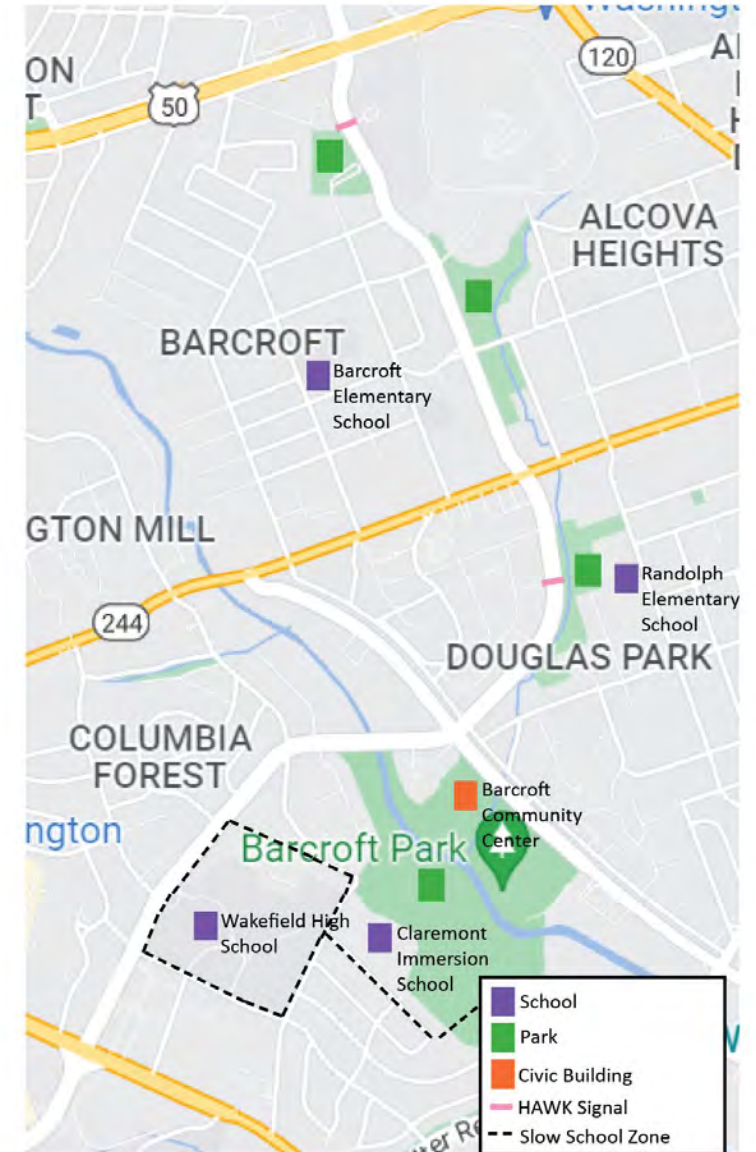 ON
T
50
120
ALCOVA
HEIGHTS
BARCROFT
Barcroft
Elementary
School
GTON MILL
244
Randolph
Elementary
School
DOUGLAS PARK
COLUMBIA
FOREST
Barcroft
Community
Center
ngton
Barcroft Park
Wakefield High
School
Claremont
Immersion
School
School
Park
Civic Building
HAWK Signal
Slow School Zone